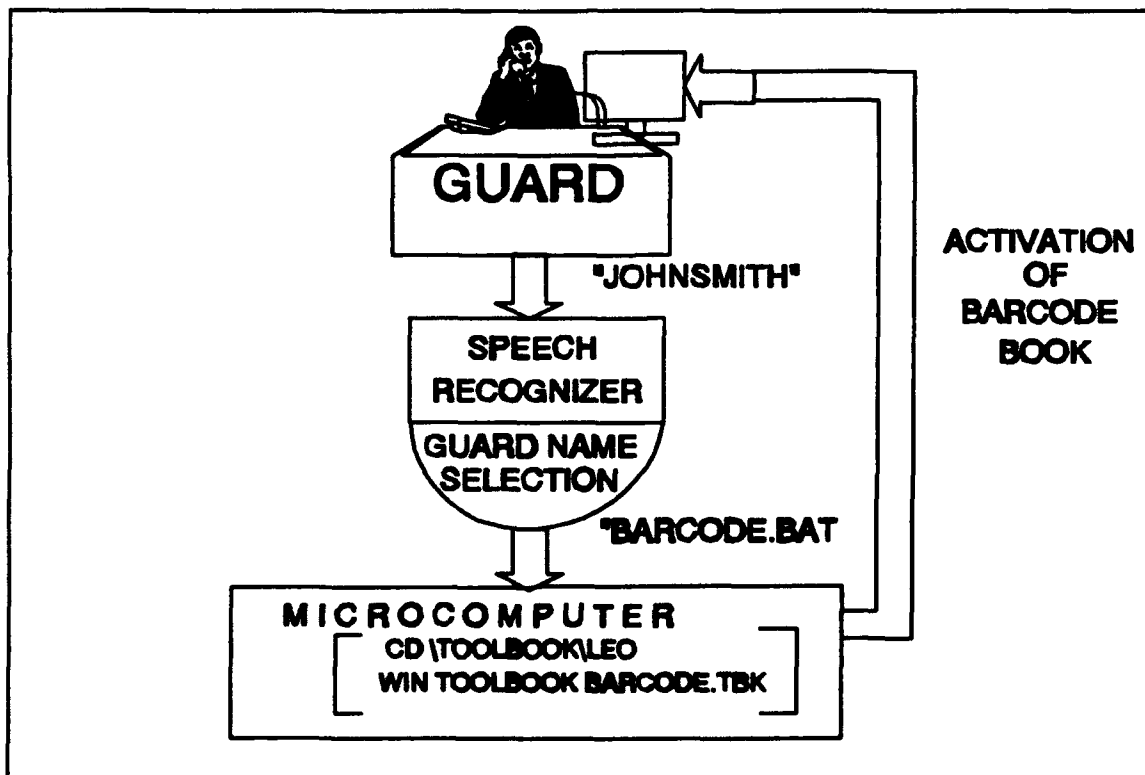 GUARD
"JOHNSMITH"
SPEECH
RECOGNIZER
GUARD NAME
SELECTION
"BARCODE.BAT
MICROCOMPUTER
CD \TOOLBOOK\LEO
WIN TOOLBOOK BARCODE.TBK
ACTIVATION
OF
BARCODE
BOOK